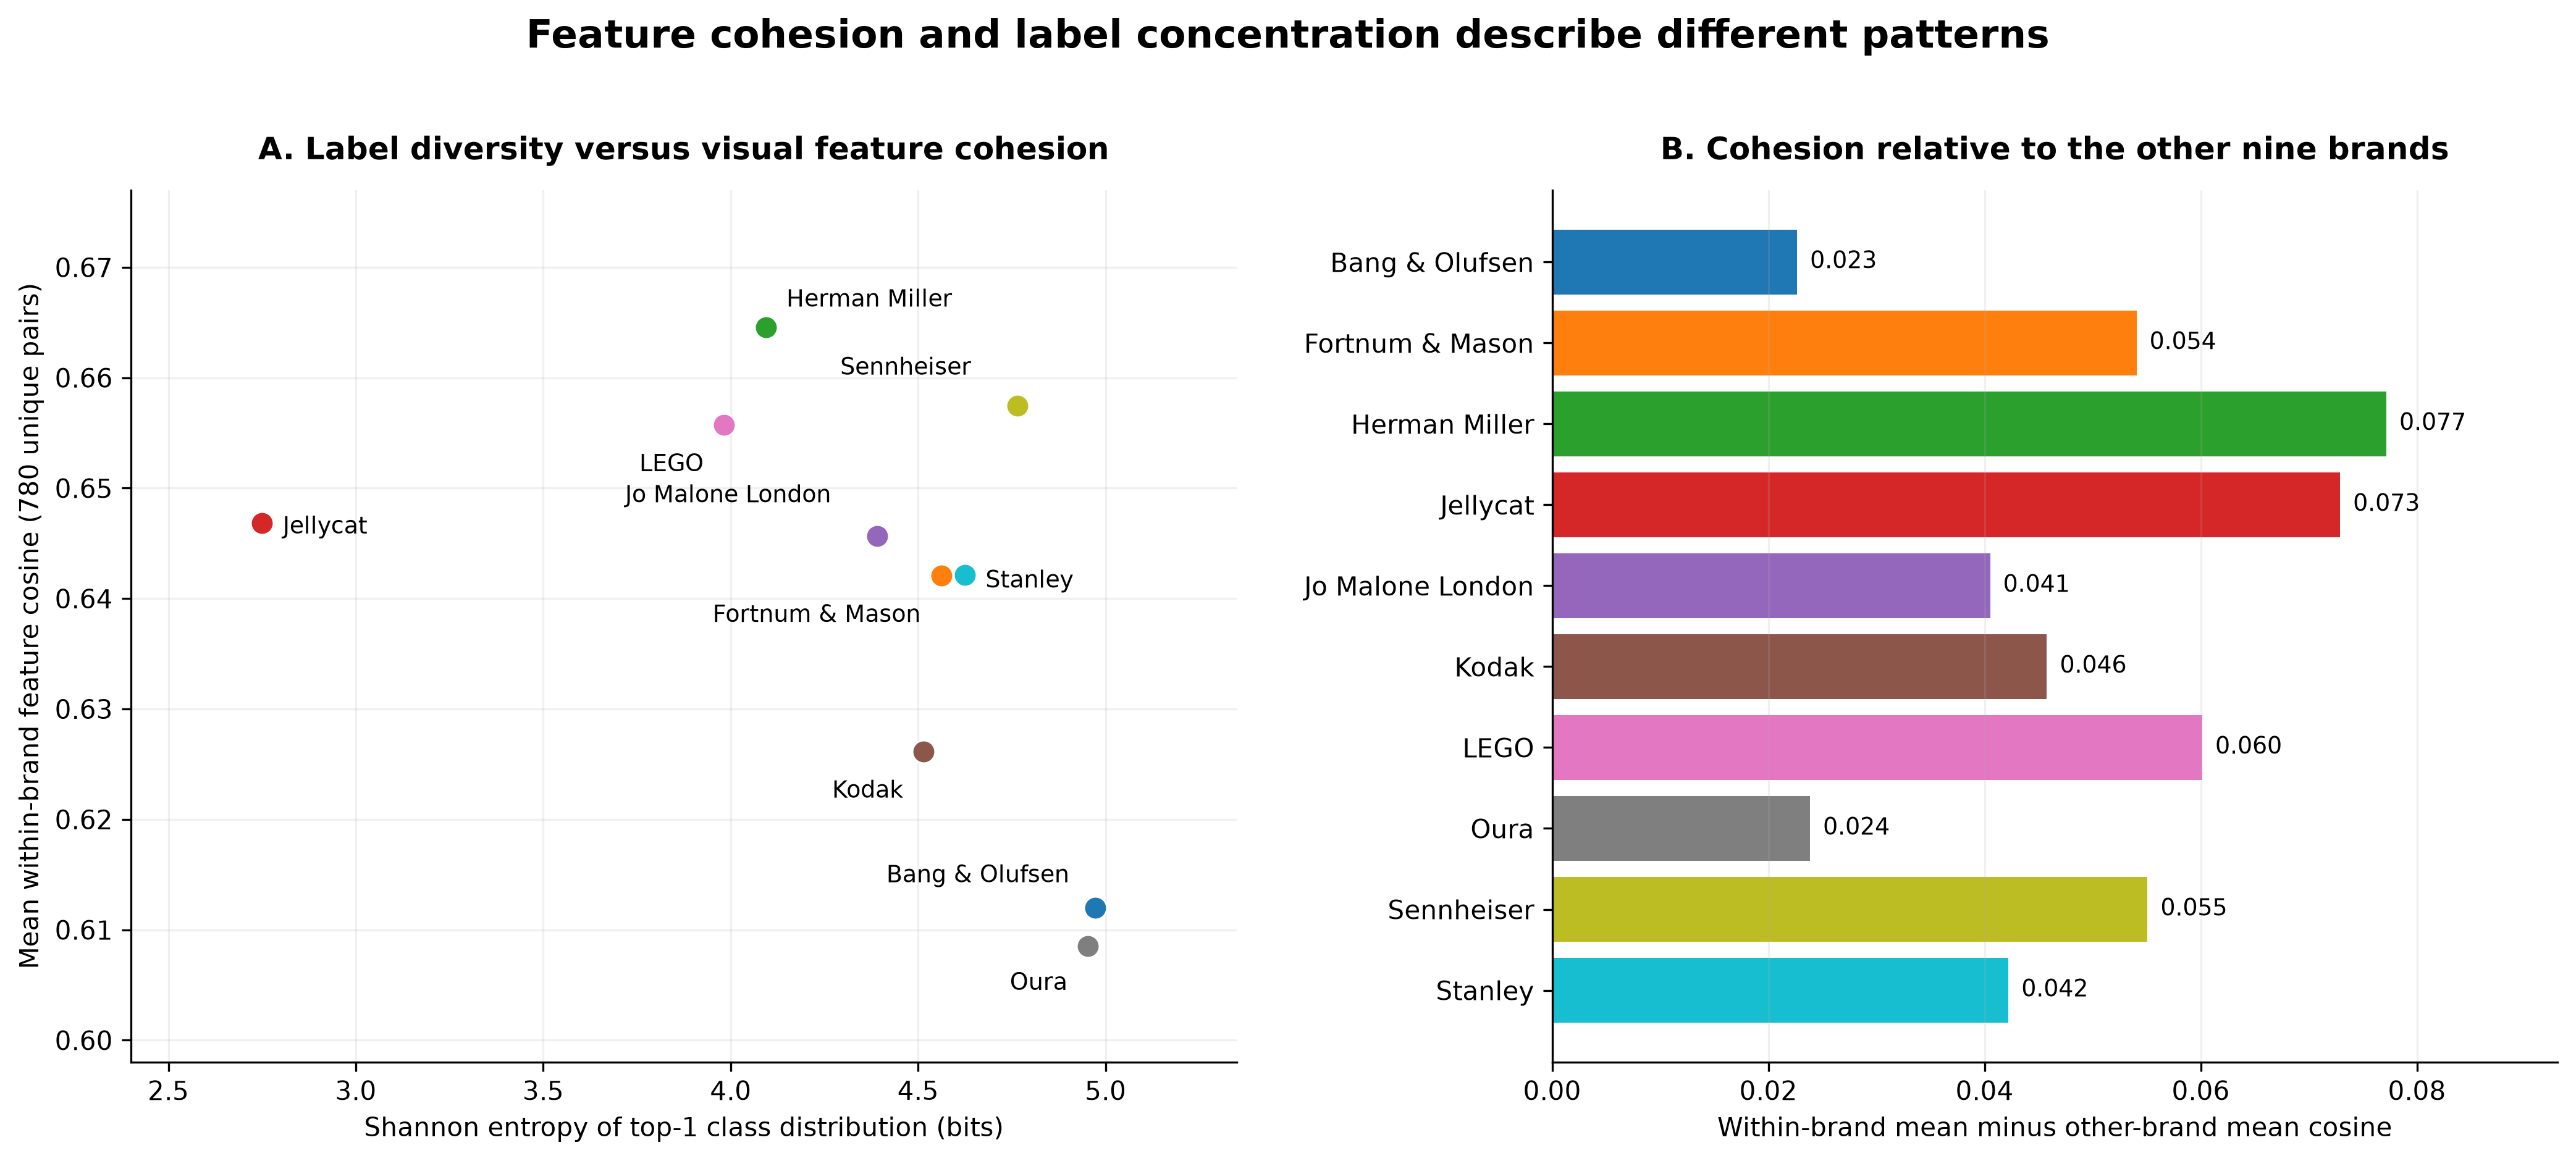 Feature cohesion and label concentration describe different patterns
A. Label diversity versus visual feature cohesion
Mean within-brand feature cosine (780 unique pairs)
0.67
0.66
0.65
0.64
0.63
0.62
0.61
0.60
Herman Miller
Sennheiser
LEGO
Jo Malone London
Jellycat
Stanley
Fortnum & Mason
Kodak
Bang & Olufsen
Oura
2.5 3.0 3.5 4.0 4.5 5.0
Shannon entropy of top-1 class distribution (bits)
B. Cohesion relative to the other nine brands
Bang & Olufsen 0.023
Fortnum & Mason 0.054
Herman Miller 0.077
Jellycat 0.073
Jo Malone London 0.041
Kodak 0.046
LEGO 0.060
Oura 0.024
Sennheiser 0.055
Stanley 0.042
0.00 0.02 0.04 0.06 0.08
Within-brand mean minus other-brand mean cosine